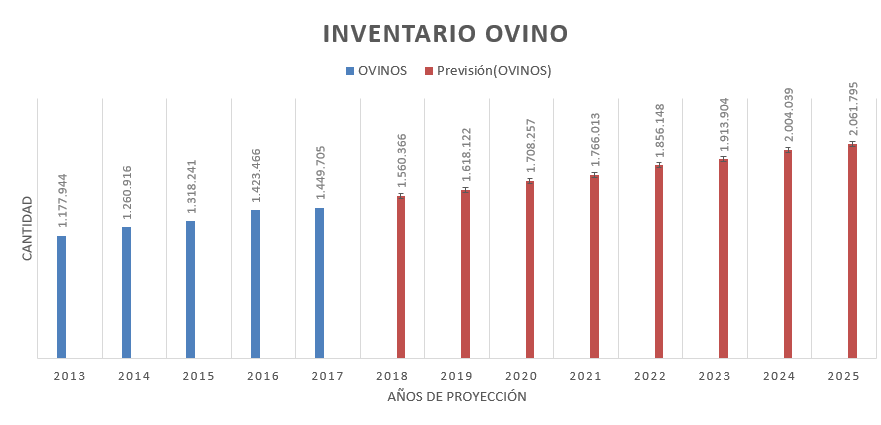 INVENTARIO OVINO
OVINOS Previsión(OVINOS)
CANTIDAD
1.177.944
1.260.916
1.318.241
1.423.466
1.449.705
1.560.366
1.618.122
1.708.257
1.766.013
1.856.148
1.913.904
2.004.039
2.061.795
2013 2014 2015 2016 2017 2018 2019 2020 2021 2022 2023 2024 2025
AÑOS DE PROYECCIÓN